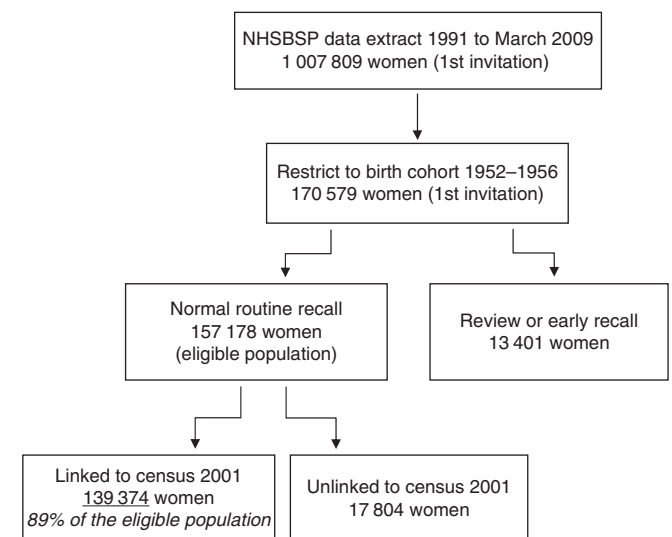 NHSBSP data extract 1991 to March 2009
1 007 809 women (1st invitation)
Restrict to birth cohort 1952–1956
170 579 women (1st invitation)
Normal routine recall
157 178 women
(eligible population)
Review or early recall
13 401 women
Linked to census 2001
139 374 women
89% of the eligible population
Unlinked to census 2001
17 804 women